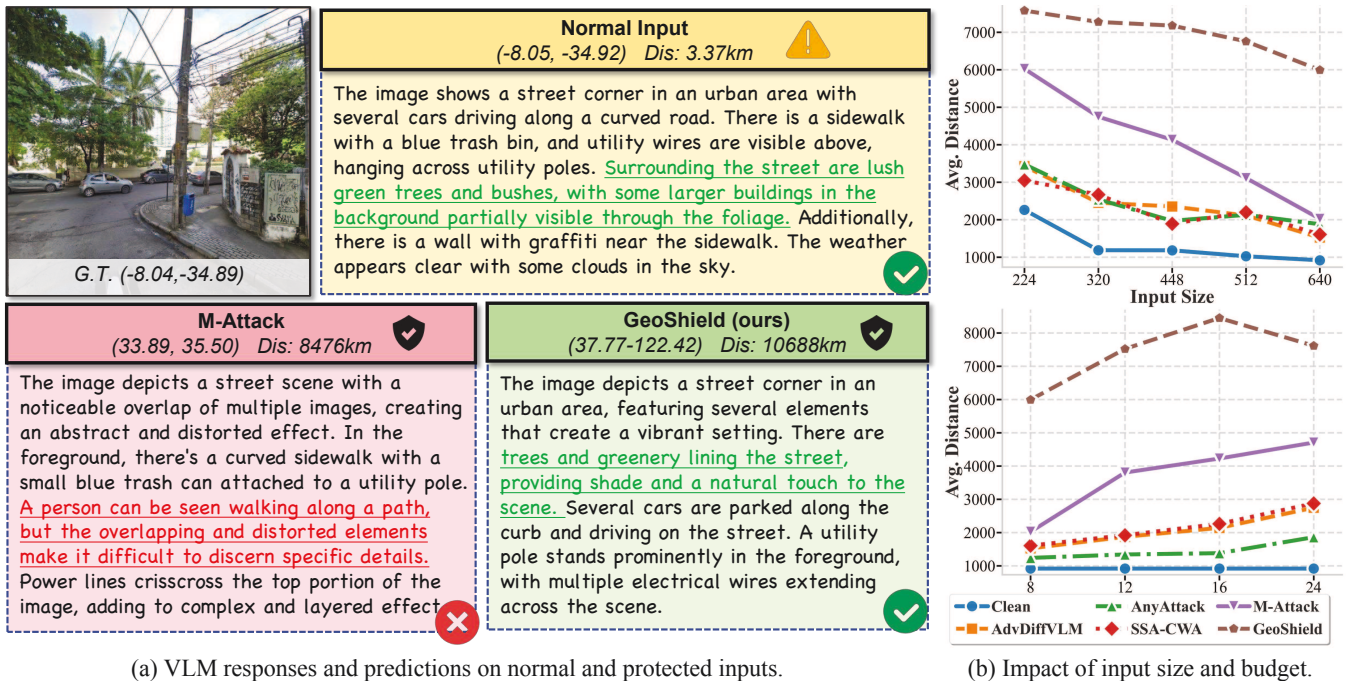 G.T. (-8.04,-34.89)
Normal Input
(-8.05, -34.92) Dis: 3.37km
The image shows a street corner in an urban area with
several cars driving along a curved road. There is a sidewalk
with a blue trash bin, and utility wires are visible above,
hanging across utility poles. Surrounding the street are lush
green trees and bushes, with some larger buildings in the
background partially visible through the foliage. Additionally,
there is a wall with graffiti near the sidewalk. The weather
appears clear with some clouds in the sky.
M-Attack
(33.89, 35.50) Dis: 8476km
The image depicts a street scene with a
noticeable overlap of multiple images, creating
an abstract and distorted effect. In the
foreground, there's a curved sidewalk with a
small blue trash can attached to a utility pole.
A person can be seen walking along a path,
but the overlapping and distorted elements
make it difficult to discern specific details.
Power lines crisscross the top portion of the
image, adding to complex and layered effect
GeoShield (ours)
(37.77-122.42) Dis: 10688km
The image depicts a street corner in an
urban area, featuring several elements
that create a vibrant setting. There are
trees and greenery lining the street,
providing shade and a natural touch to the
scene. Several cars are parked along the
curb and driving on the street. A utility
pole stands prominently in the foreground,
with multiple electrical wires extending
across the scene.
(a) VLM responses and predictions on normal and protected inputs.
Avg. Distance
7000
6000
5000
4000
3000
2000
1000
224 320 448 512 640
Input Size
Avg. Distance
8000
7000
6000
5000
4000
3000
2000
1000
8 12 16 24
Clean AnyAttack M-Attack
AdvDiffVLM SSA-CWA GeoShield
(b) Impact of input size and budget.